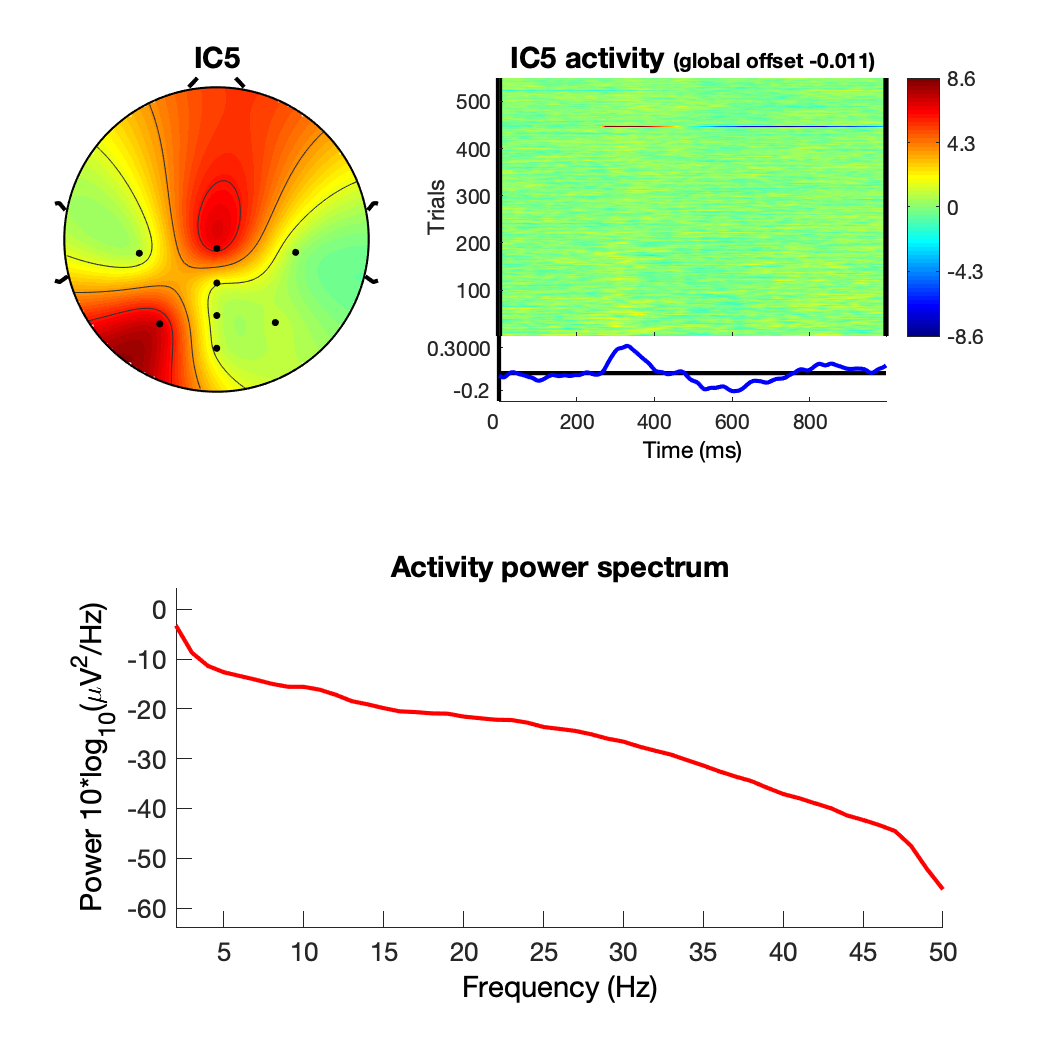 IC5
IC5 activity (global offset -0.011)
500
400
300
200
100
Trials
8.6
4.3
0
-4.3
-8.6
0.3000
-0.2
0 200 400 600 800
Time (ms)
Activity power spectrum
0
-10
-20
-30
-40
-50
-60
Power 10*log₁₀(μV²/Hz)
5 10 15 20 25 30 35 40 45 50
Frequency (Hz)